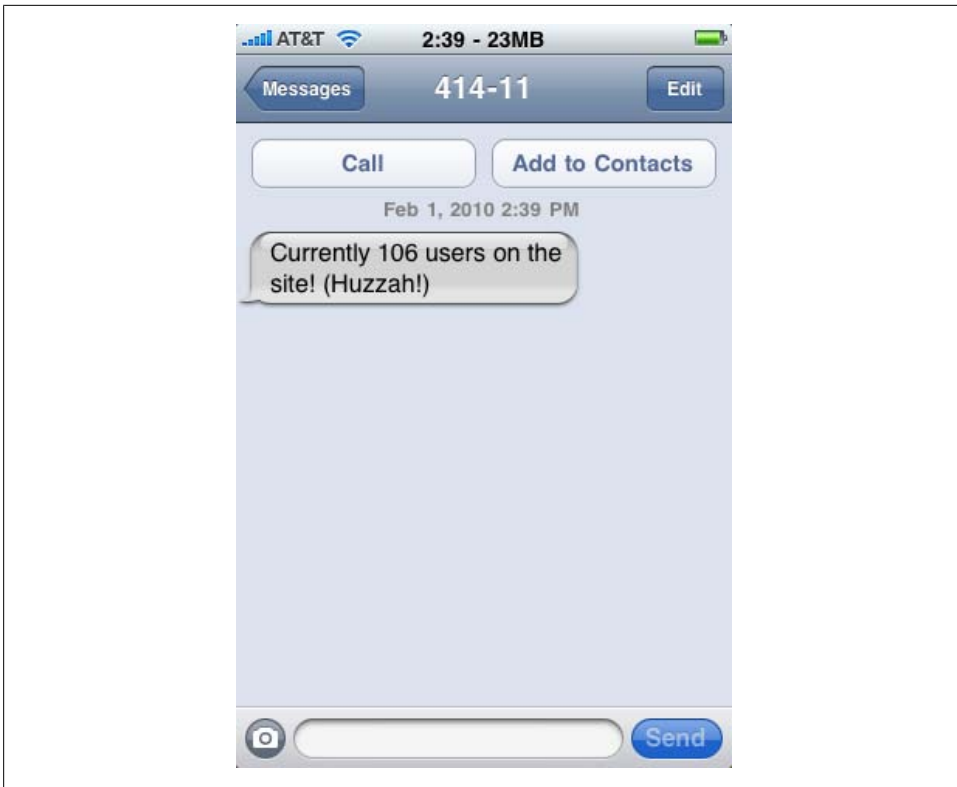 AT&T 2:39 - 23MB
Messages 414-11 Edit
Call Add to Contacts
Feb 1, 2010 2:39 PM
Currently 106 users on the
site! (Huzzah!)
Send